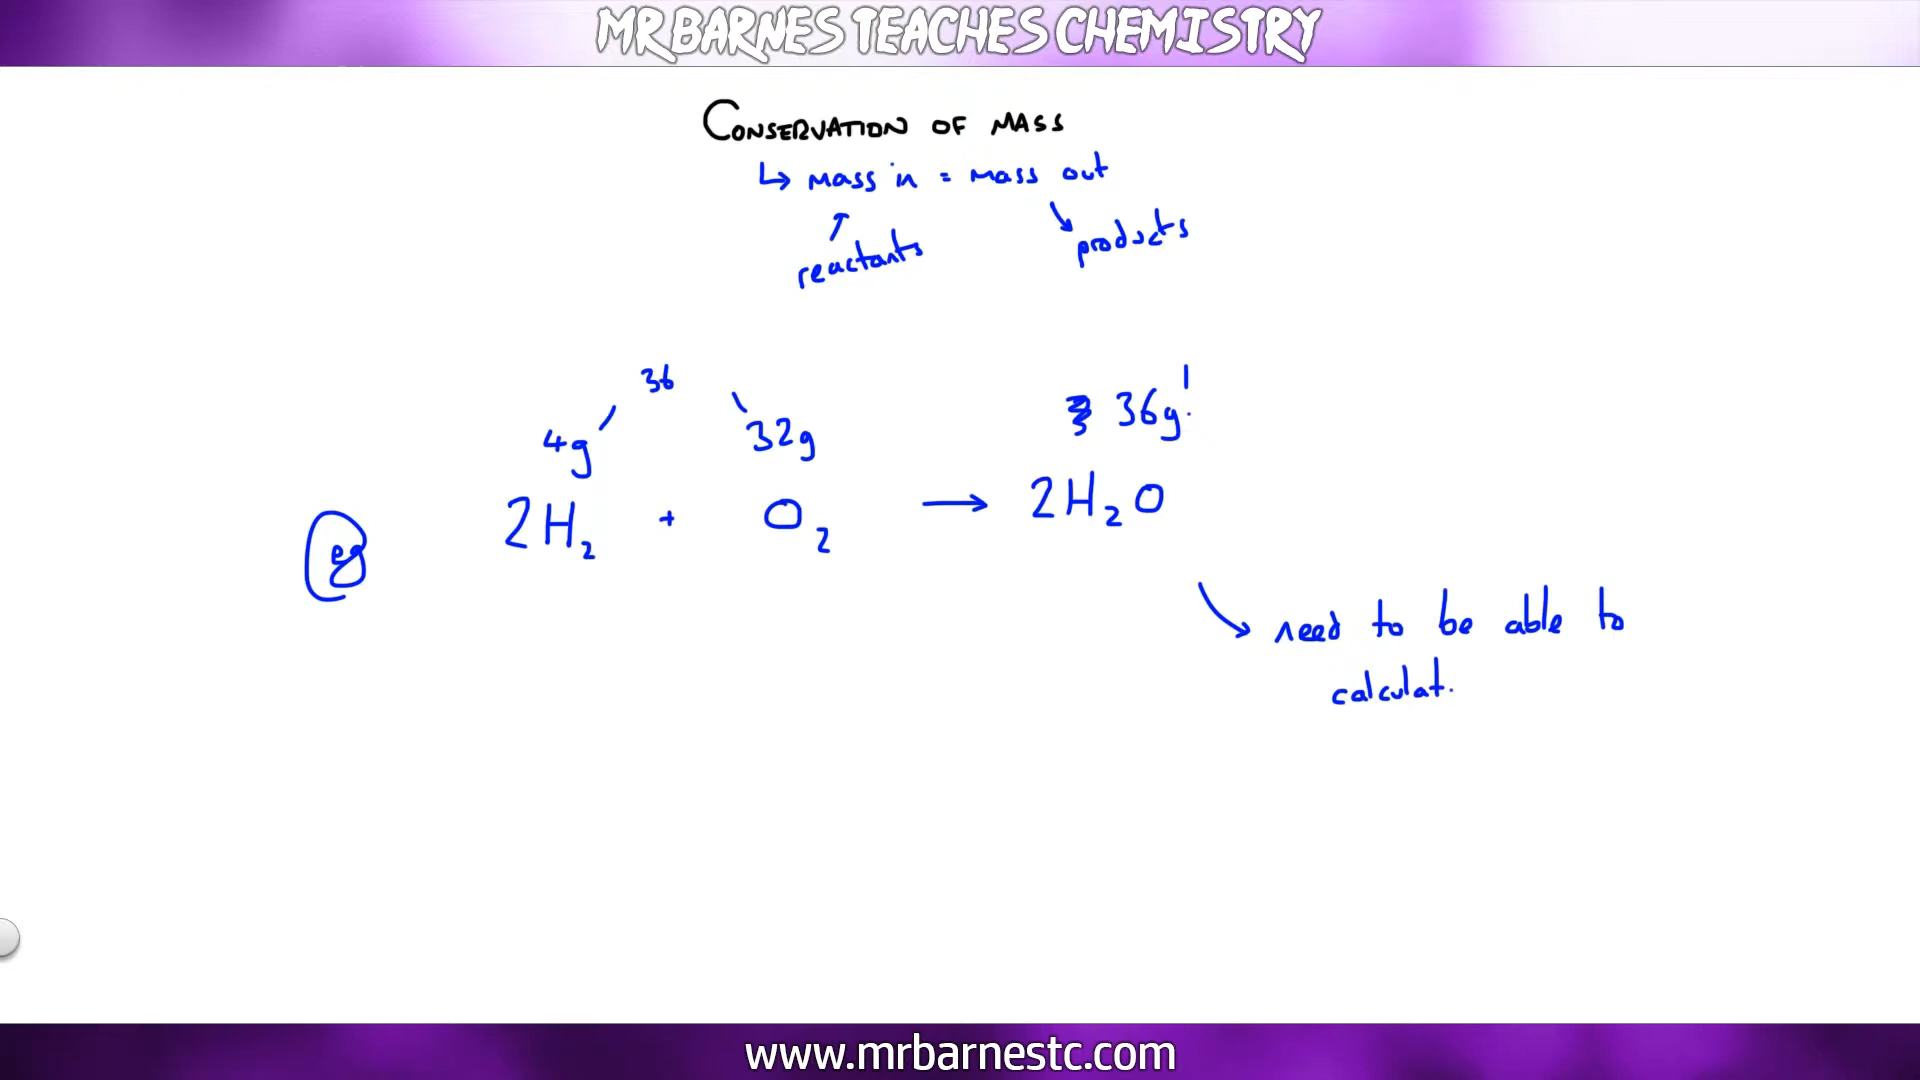 MR BARNES TEACHES CHEMISTRY
CONSERVATION OF MASS
↳ mass in = mass out
reactants products
36
4g 32g 36g!
eg 2H₂ + O₂ → 2H₂O
need to be able to
calculat.
www.mrbarnestc.com